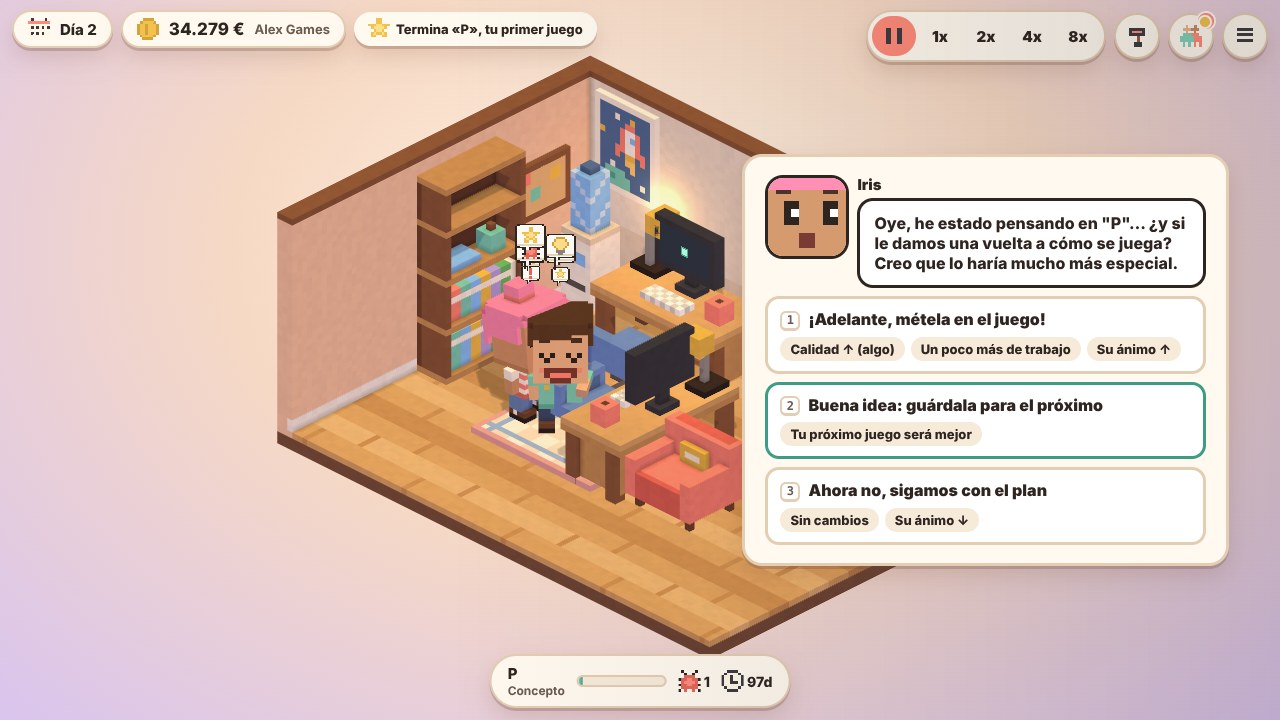 Día 2
34.279 € Alex Games
Termina «P», tu primer juego
1x 2x 4x 8x
Iris
Oye, he estado pensando en "P"... ¿y si
le damos una vuelta a cómo se juega?
Creo que lo haría mucho más especial.
1 ¡Adelante, métela en el juego!
Calidad ↑ (algo) Un poco más de trabajo Su ánimo ↑
2 Buena idea: guárdala para el próximo
Tu próximo juego será mejor
3 Ahora no, sigamos con el plan
Sin cambios Su ánimo ↓
P
Concepto
1 97d